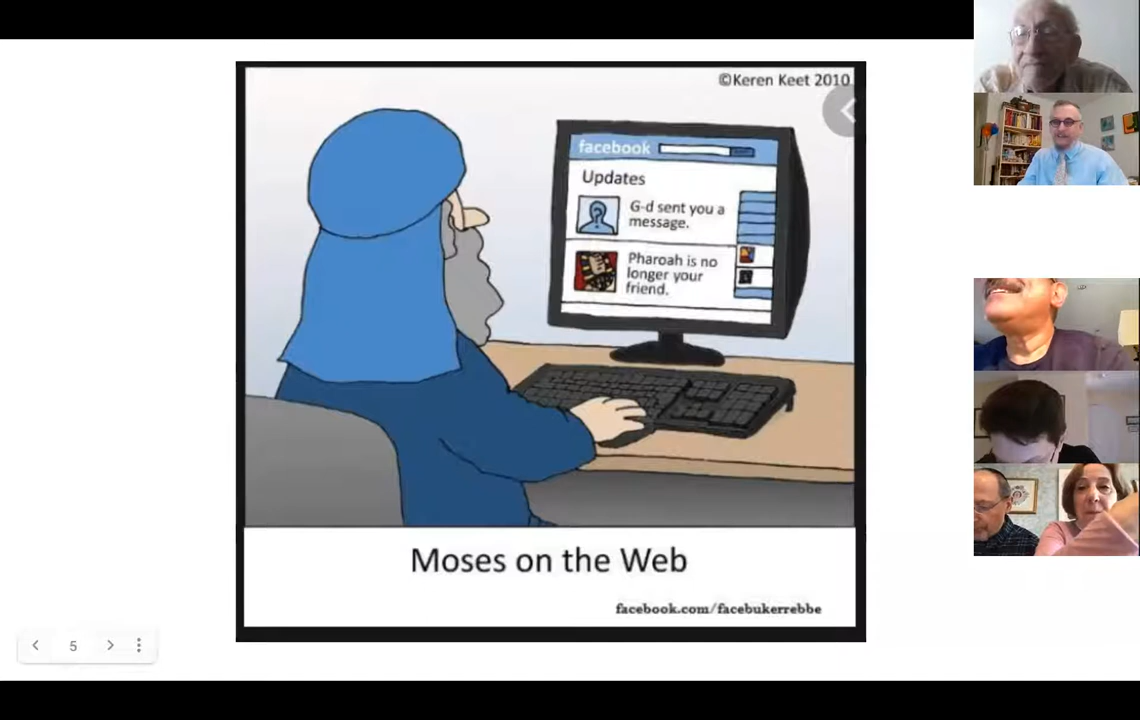 ©Keren Keet 2010
facebook
Updates
G-d sent you a
message.
Pharoah is no
longer your
friend.
Moses on the Web
facebook.com/facebukerrebbe
5